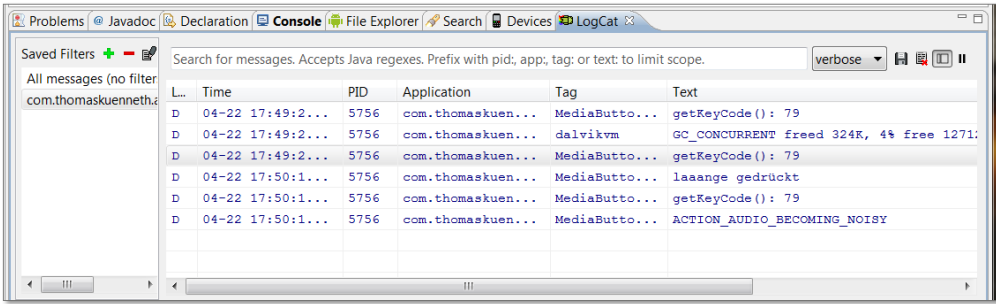 Problems @ Javadoc Declaration Console File Explorer Search Devices LogCat
Saved Filters
Search for messages. Accepts Java regexes. Prefix with pid:, app:, tag: or text: to limit scope.
verbose
All messages (no filter
com.thomaskuenneth.a
L... Time PID Application Tag Text
D 04-22 17:49:2... 5756 com.thomaskuen... MediaButto... getKeyCode(): 79
D 04-22 17:49:2... 5756 com.thomaskuen... dalvikvm GC_CONCURRENT freed 324K, 4% free 12712
D 04-22 17:49:2... 5756 com.thomaskuen... MediaButto... getKeyCode(): 79
D 04-22 17:50:1... 5756 com.thomaskuen... MediaButto... laaange gedrückt
D 04-22 17:50:1... 5756 com.thomaskuen... MediaButto... getKeyCode(): 79
D 04-22 17:50:1... 5756 com.thomaskuen... MediaButto... ACTION_AUDIO_BECOMING_NOISY